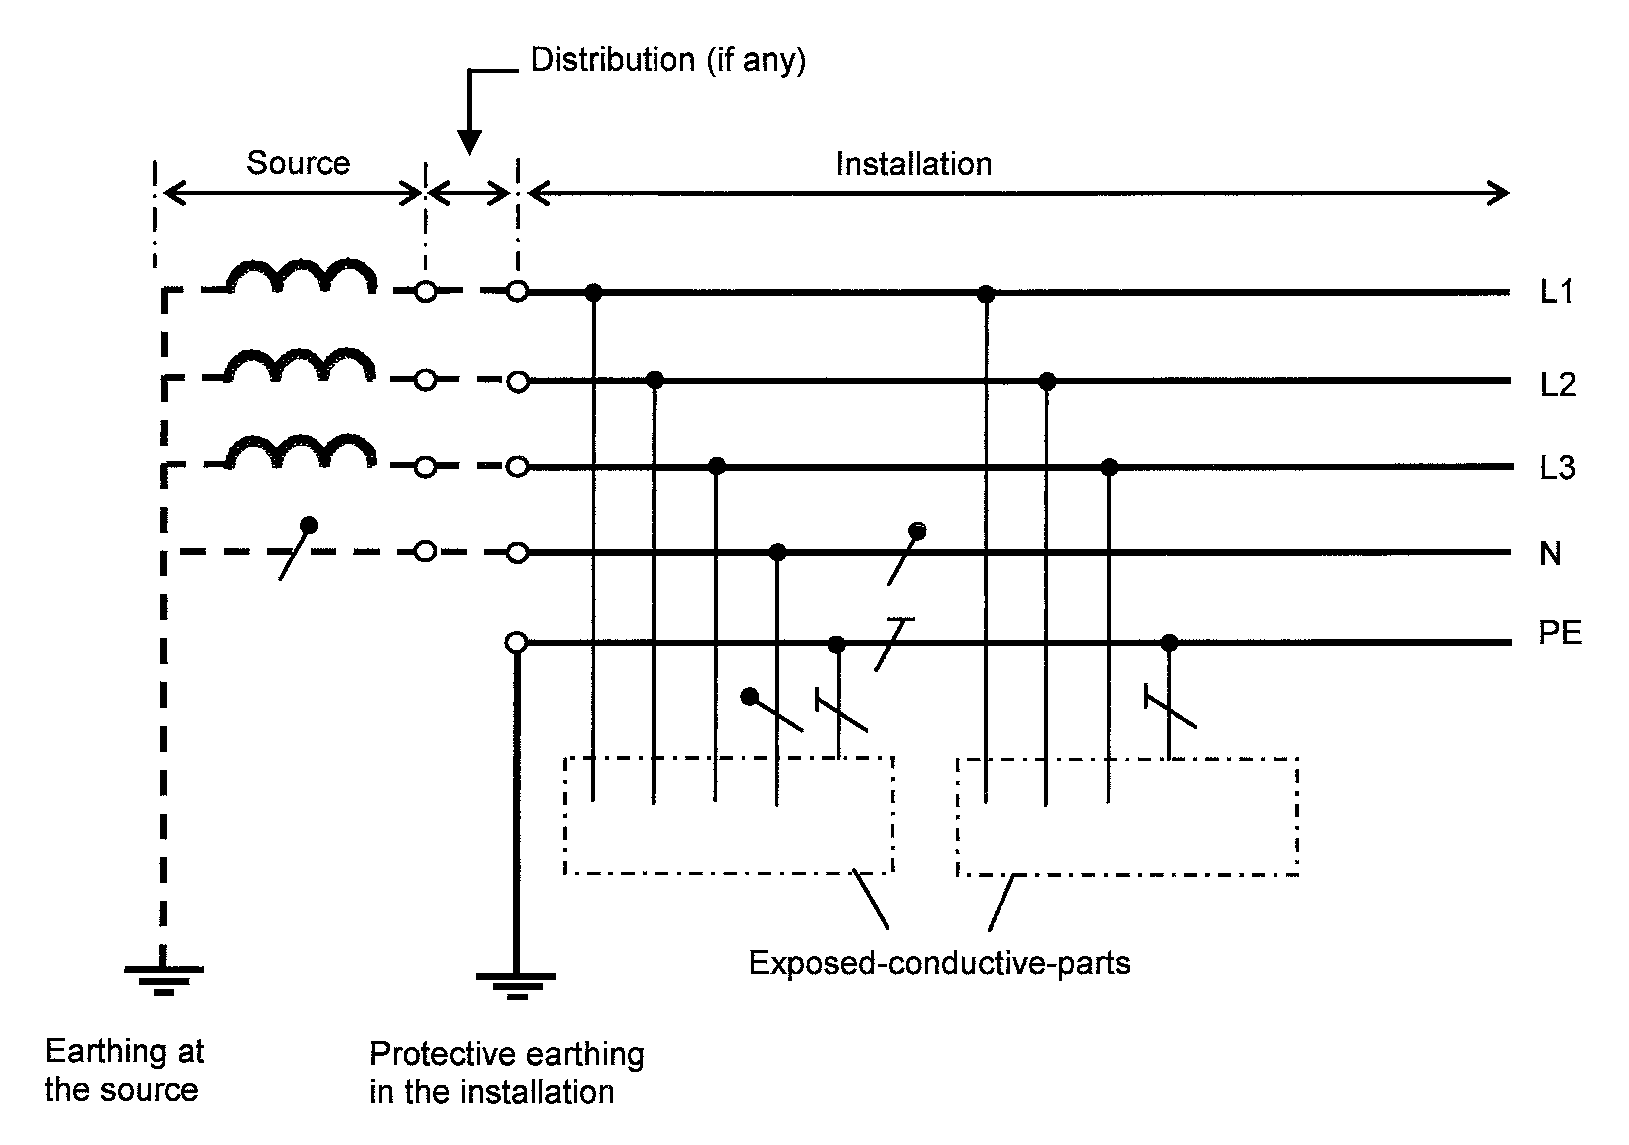 Distribution (if any)
Source
Installation
L1
L2
L3
N
PE
Exposed-conductive-parts
Earthing at
the source
Protective earthing
in the installation